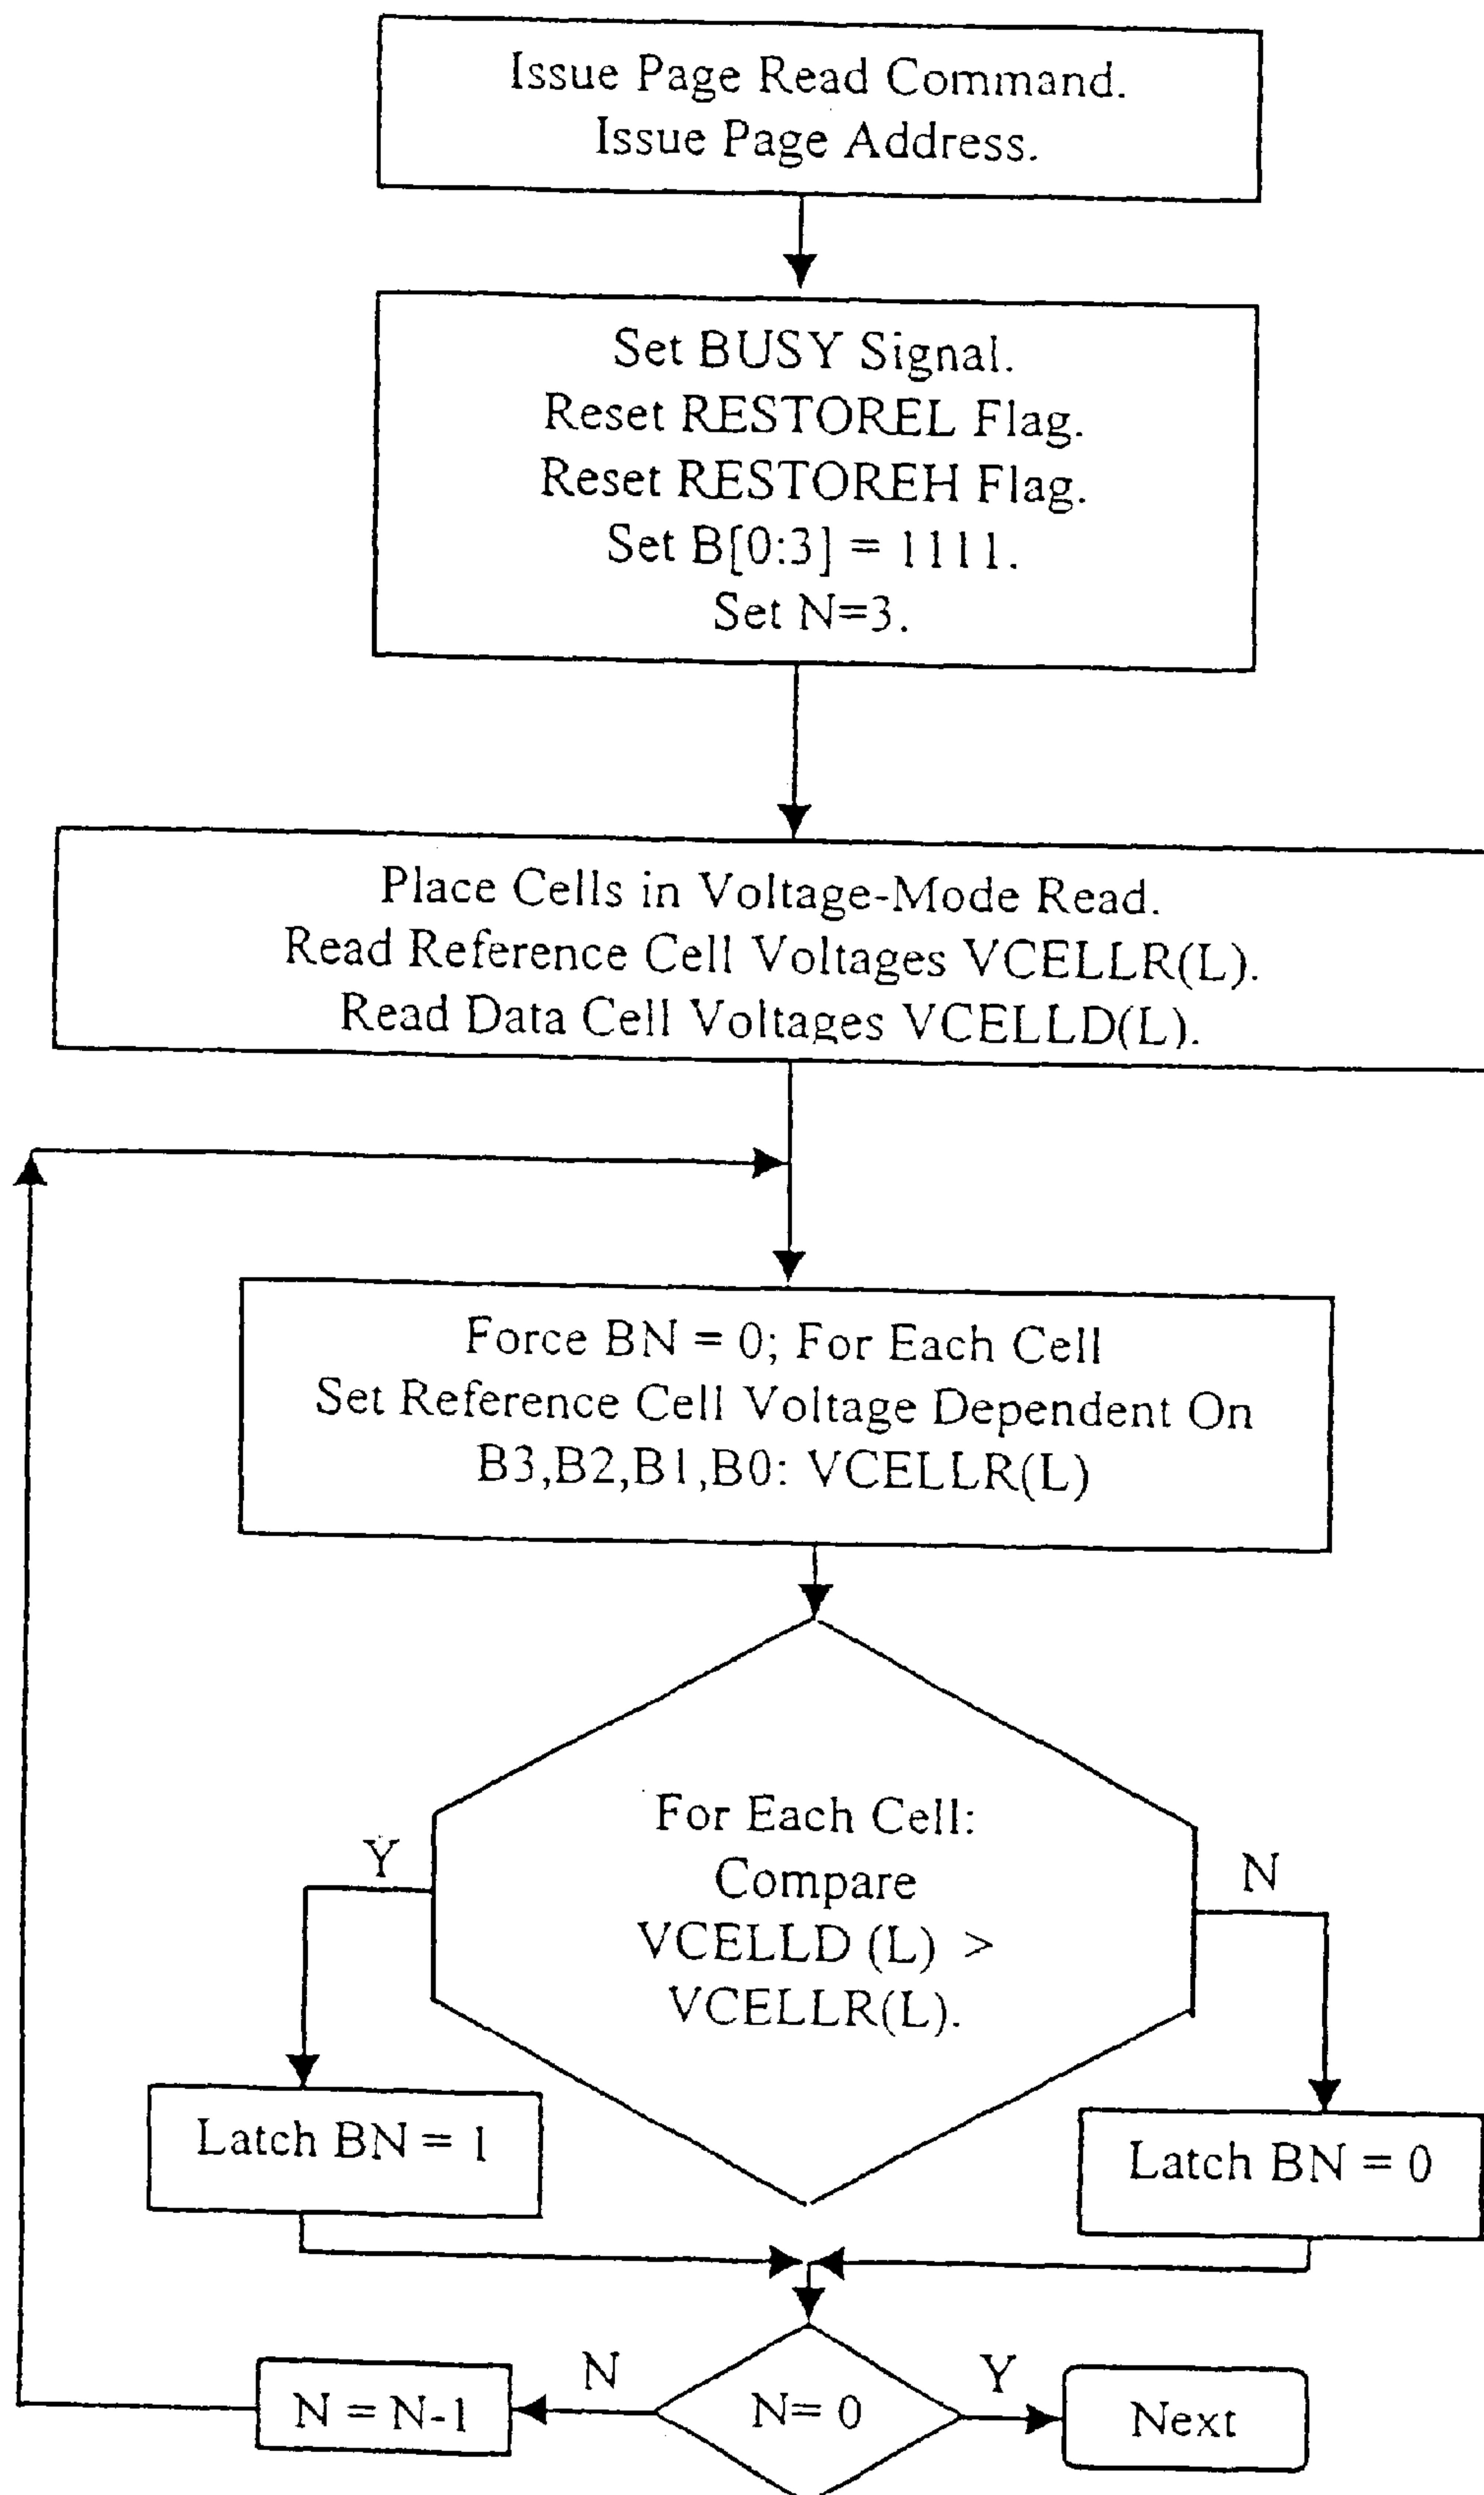 Issue Page Read Command.
Issue Page Address.
Set BUSY Signal.
Reset RESTOREL Flag.
Reset RESTOREH Flag.
Set B[0:3] = 1111.
Set N=3.
Place Cells in Voltage-Mode Read.
Read Reference Cell Voltages VCELLR(L).
Read Data Cell Voltages VCELLD(L).
Force BN = 0; For Each Cell
Set Reference Cell Voltage Dependent On
B3,B2,B1,B0: VCELLR(L)
For Each Cell:
Compare
VCELLD (L) >
VCELLR(L).
Y
N
Latch BN = 1
Latch BN = 0
N = N-1
N
N= 0
Y
Next